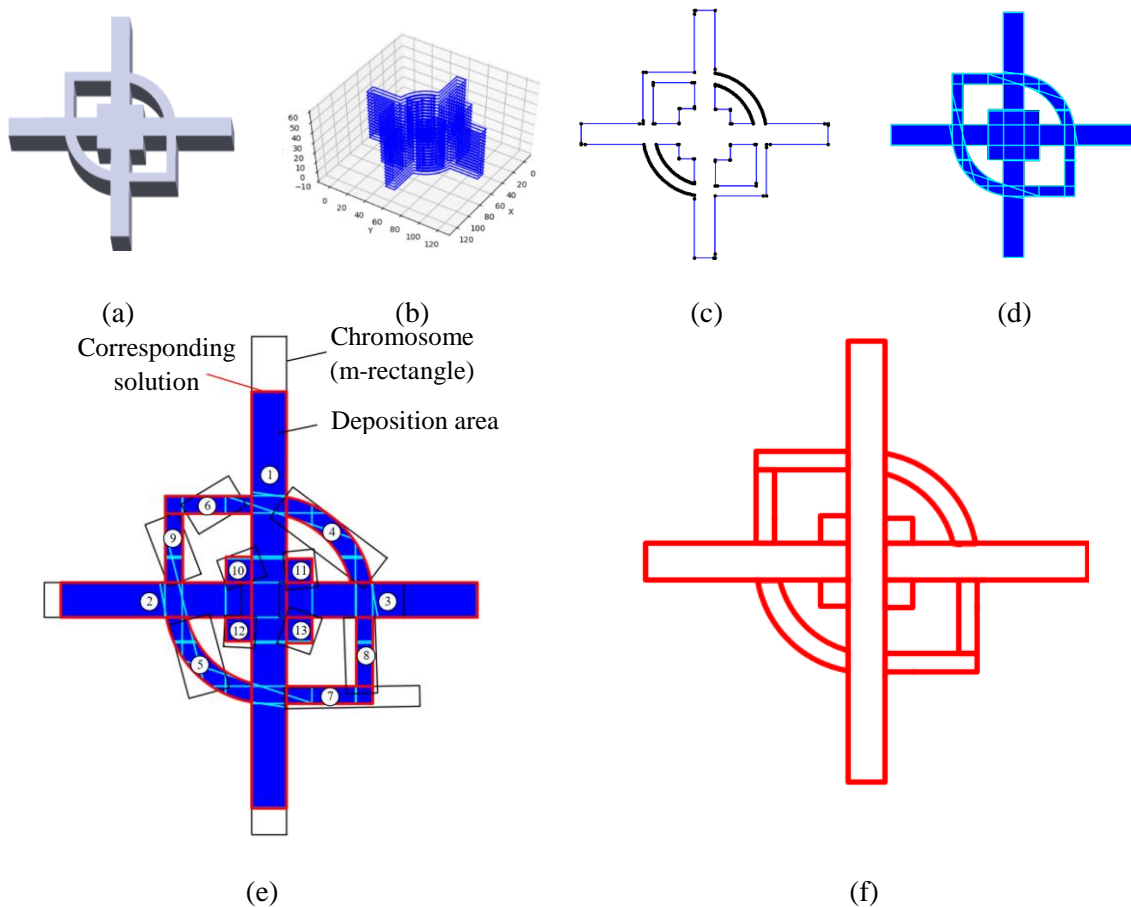 60
50
40
30
20
10
0
−10
0
20
40
60
80
100
120
Y
0
20
40
60
80
100
120
X
(a)
(b)
(c)
(d)
Corresponding
solution
Chromosome
(m-rectangle)
Deposition area
1
6
9
4
10
11
2
3
12
13
5
8
7
(e)
(f)